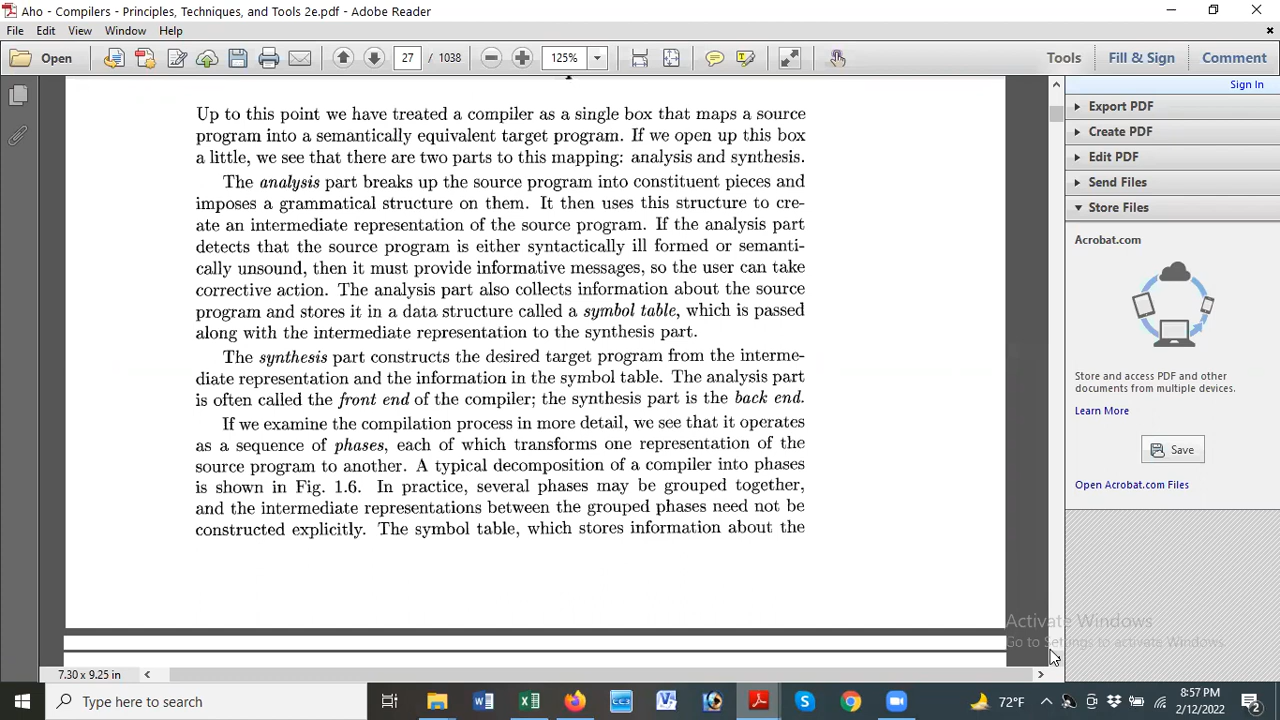 Aho - Compilers - Principles, Techniques, and Tools 2e.pdf - Adobe Reader
File Edit View Window Help
Open 27 / 1038 125% Tools Fill & Sign Comment
Sign In
Up to this point we have treated a compiler as a single box that maps a source
program into a semantically equivalent target program. If we open up this box
a little, we see that there are two parts to this mapping: analysis and synthesis.
The analysis part breaks up the source program into constituent pieces and
imposes a grammatical structure on them. It then uses this structure to cre-
ate an intermediate representation of the source program. If the analysis part
detects that the source program is either syntactically ill formed or semanti-
cally unsound, then it must provide informative messages, so the user can take
corrective action. The analysis part also collects information about the source
program and stores it in a data structure called a symbol table, which is passed
along with the intermediate representation to the synthesis part.
The synthesis part constructs the desired target program from the interme-
diate representation and the information in the symbol table. The analysis part
is often called the front end of the compiler; the synthesis part is the back end.
If we examine the compilation process in more detail, we see that it operates
as a sequence of phases, each of which transforms one representation of the
source program to another. A typical decomposition of a compiler into phases
is shown in Fig. 1.6. In practice, several phases may be grouped together,
and the intermediate representations between the grouped phases need not be
constructed explicitly. The symbol table, which stores information about the
Export PDF
Create PDF
Edit PDF
Send Files
Store Files
Acrobat.com
Store and access PDF and other
documents from multiple devices.
Learn More
Save
Open Acrobat.com Files
Activate Windows
Go to Settings to activate Windows.
7.30 x 9.25 in
Type here to search
CC3
72°F
8:57 PM
2/12/2022
2